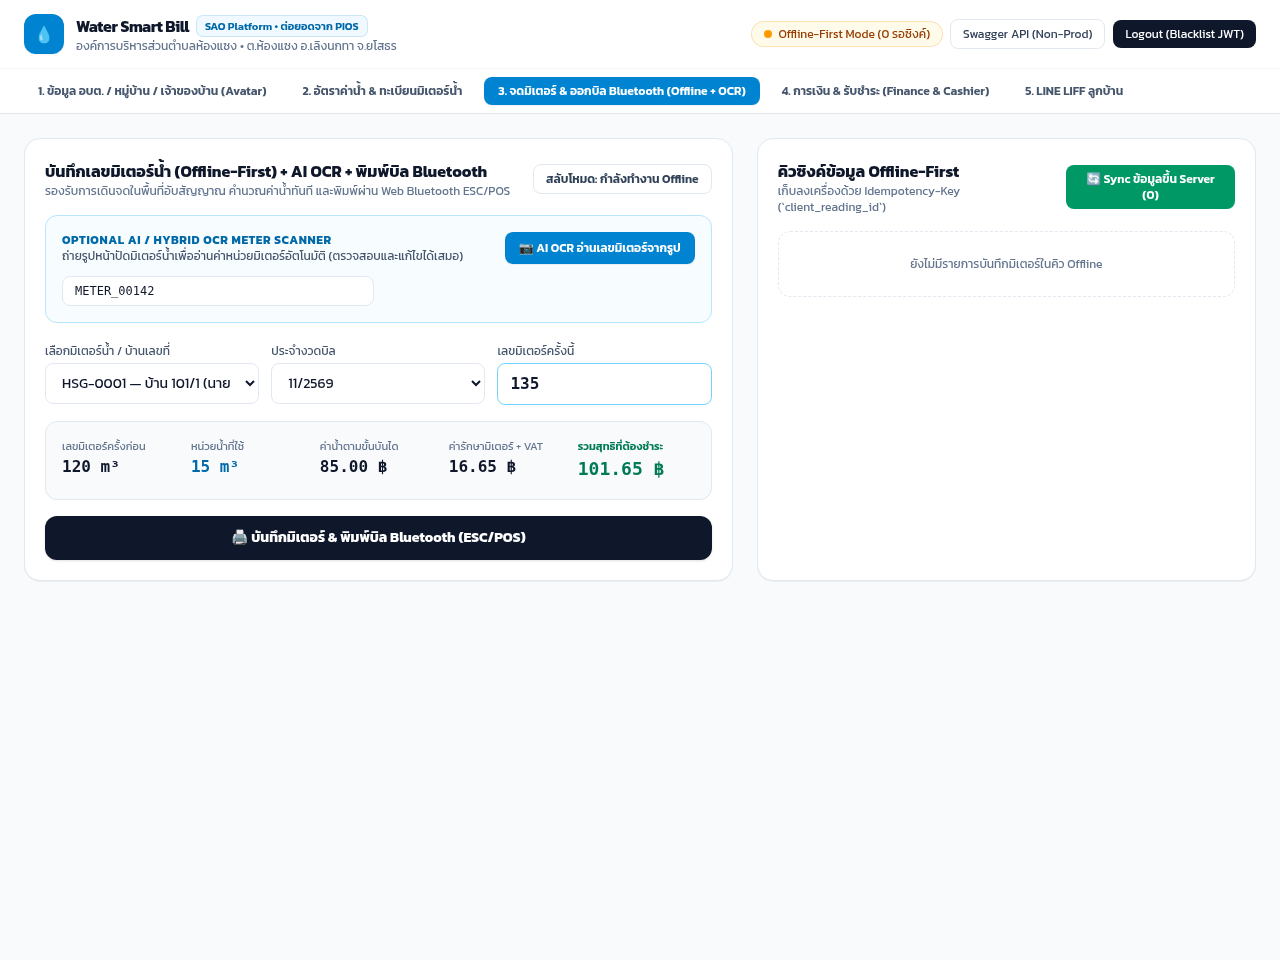 💧 Water Smart Bill SAO Platform • ต่อยอดจาก PIOS
องค์การบริหารส่วนตำบลห้องแซง • ต.ห้องแซง อ.เลิงนกทา จ.ยโสธร
Offline-First Mode (0 รอซิงค์)
Swagger API (Non-Prod)
Logout (Blacklist JWT)
1. ข้อมูล อบต. / หมู่บ้าน / เจ้าของบ้าน (Avatar)
2. อัตราค่าน้ำ & ทะเบียนมิเตอร์น้ำ
3. จดมิเตอร์ & ออกบิล Bluetooth (Offline + OCR)
4. การเงิน & รับชำระ (Finance & Cashier)
5. LINE LIFF ลูกบ้าน
บันทึกเลขมิเตอร์น้ำ (Offline-First) + AI OCR + พิมพ์บิล Bluetooth
รองรับการเดินจดในพื้นที่อับสัญญาณ คำนวณค่าน้ำทันที และพิมพ์ผ่าน Web Bluetooth ESC/POS
สลับโหมด: กำลังทำงาน Offline
OPTIONAL AI / HYBRID OCR METER SCANNER
ถ่ายรูปหน้าปัดมิเตอร์น้ำเพื่ออ่านค่าหน่วยมิเตอร์อัตโนมัติ (ตรวจสอบและแก้ไขได้เสมอ)
📷 AI OCR อ่านเลขมิเตอร์จากรูป
METER_00142
เลือกมิเตอร์น้ำ / บ้านเลขที่
HSG-0001 — บ้าน 101/1 (นาย
ประจำงวดบิล
11/2569
เลขมิเตอร์ครั้งนี้
135
เลขมิเตอร์ครั้งก่อน
120 m³
หน่วยน้ำที่ใช้
15 m³
ค่าน้ำตามขั้นบันได
85.00 ฿
ค่ารักษามิเตอร์ + VAT
16.65 ฿
รวมสุทธิที่ต้องชำระ
101.65 ฿
🖨️ บันทึกมิเตอร์ & พิมพ์บิล Bluetooth (ESC/POS)
คิวซิงค์ข้อมูล Offline-First
เก็บลงเครื่องด้วย Idempotency-Key
(`client_reading_id`)
🔄 Sync ข้อมูลขึ้น Server
(0)
ยังไม่มีรายการบันทึกมิเตอร์ในคิว Offline